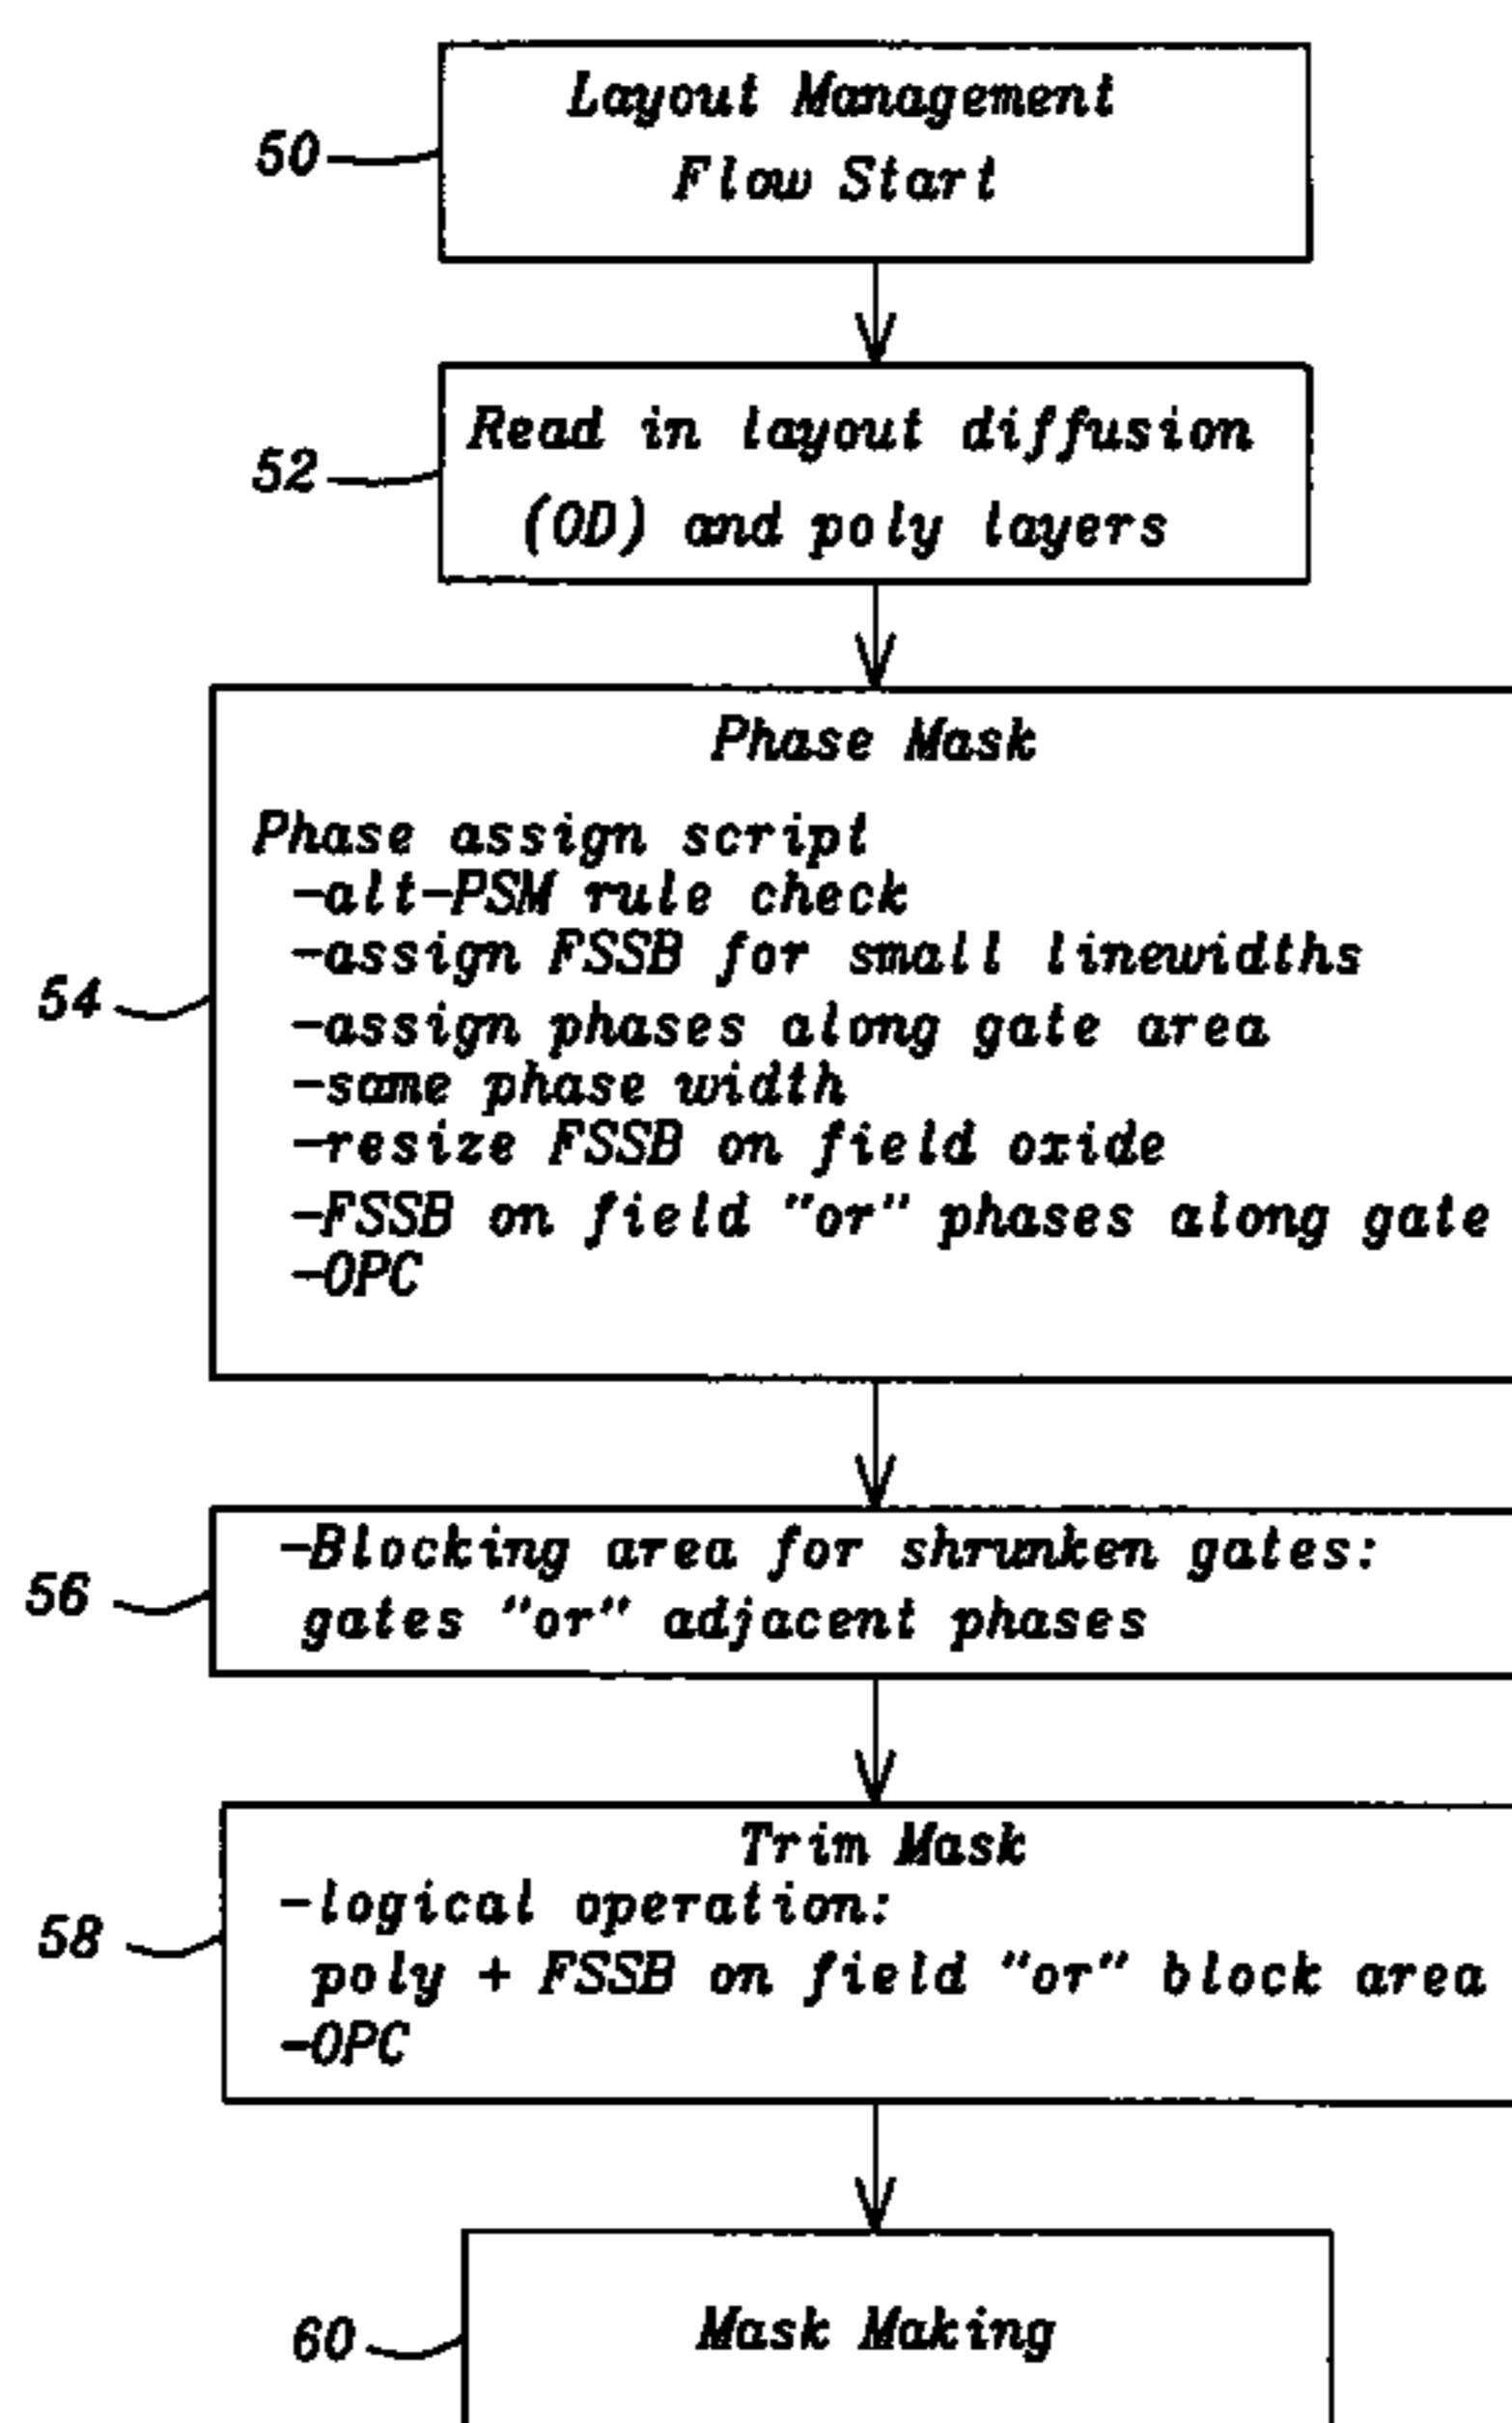 Layout Management
50
Flow Start
Read in layout diffusion
52
(OD) and poly layers
Phase Mask
Phase assign script
-alt-PSM rule check
-assign FSSB for small linewidths
54
-assign phases along gate area
-same phase width
-resize FSSB on field oxide
-FSSB on field "or" phases along gate
-OPC
-Blocking area for shrunken gates:
56
gates "or" adjacent phases
Trim Mask
-logical operation:
58
poly + FSSB on field "or" block area
-OPC
60
Mask Making